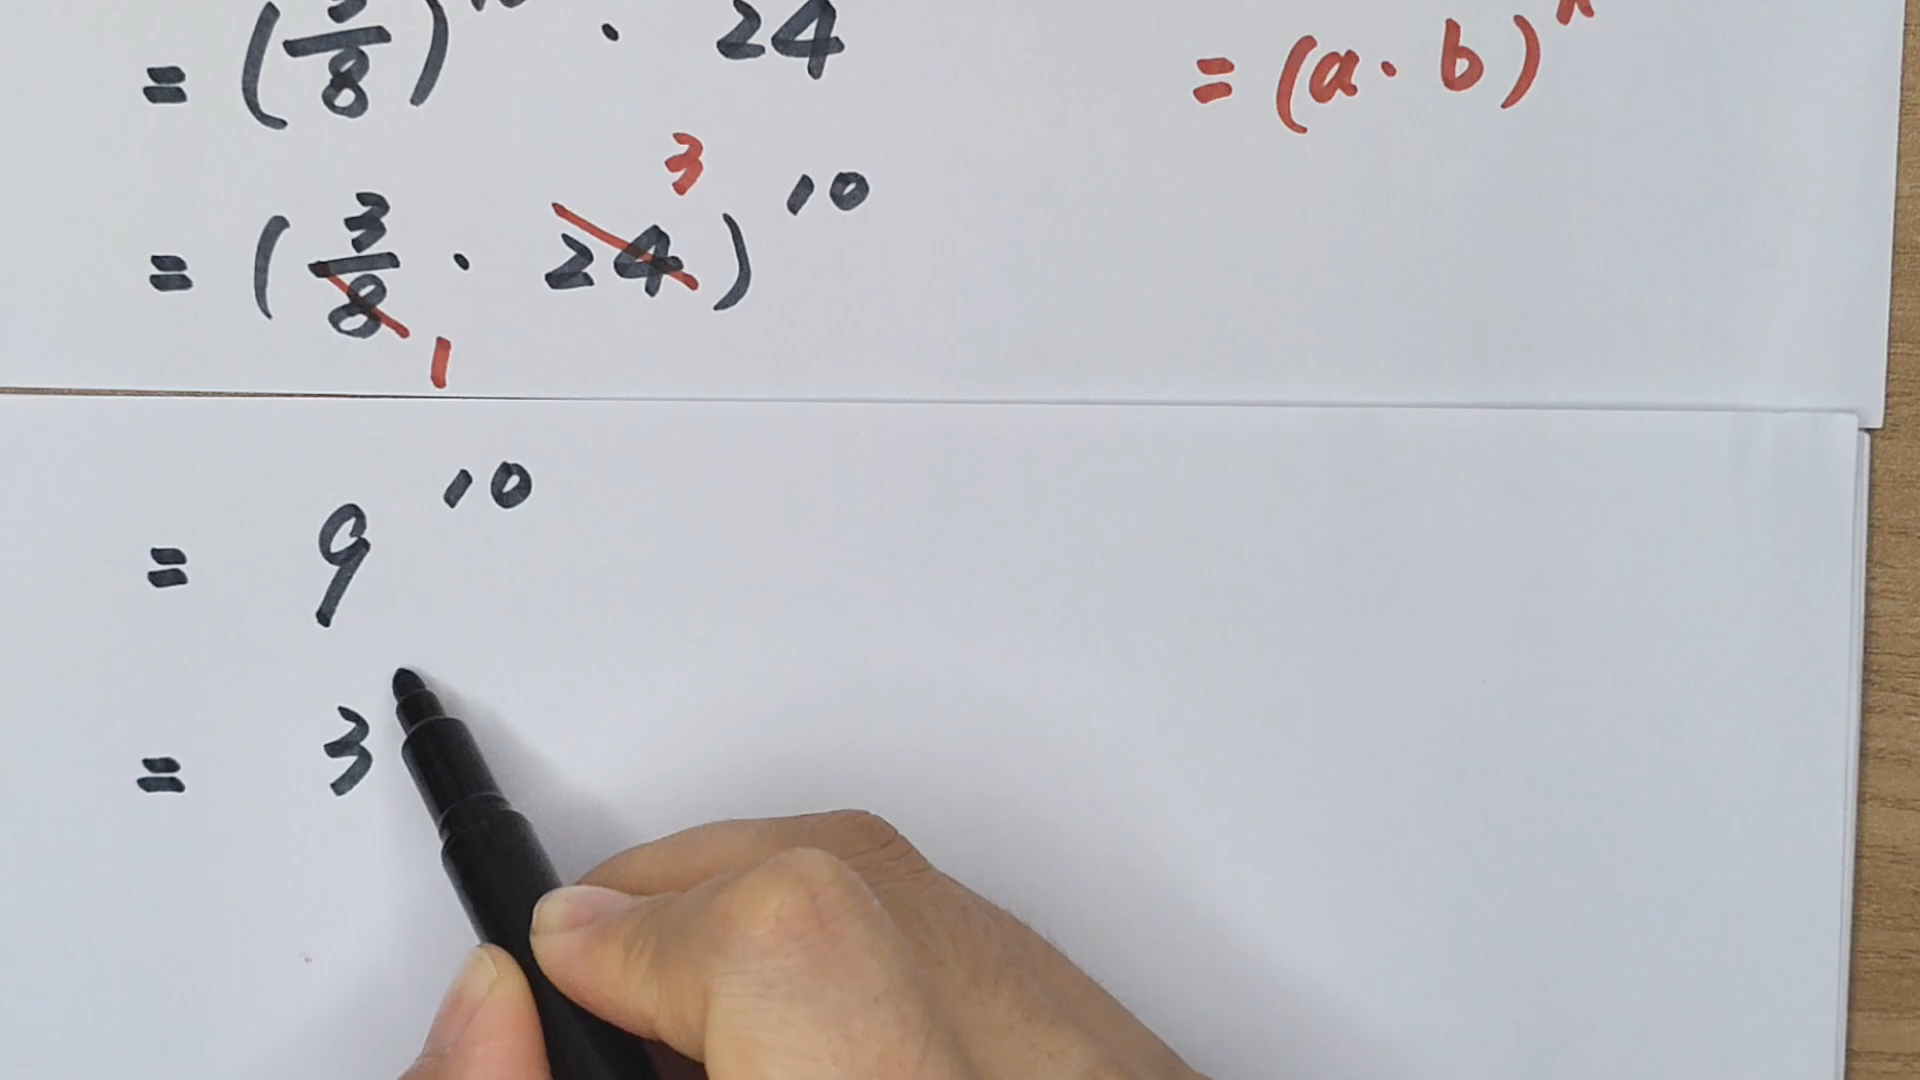 = (3/8)^10 · 24
= (a · b)^n
= (3/8 · 24)^10
3
1
= 9^10
= 3